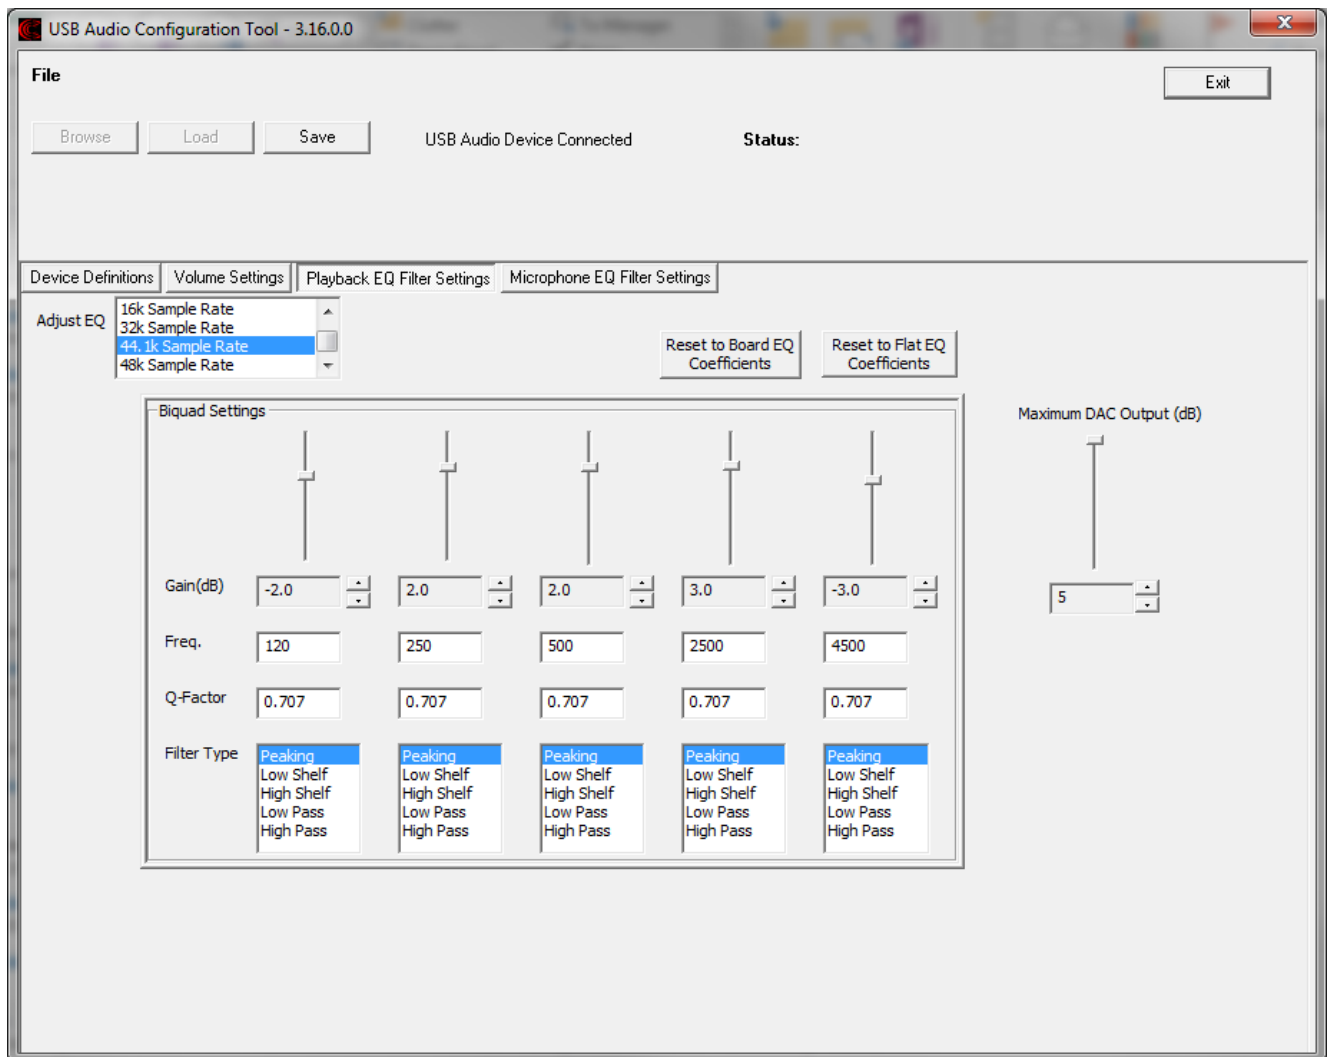 USB Audio Configuration Tool - 3.16.0.0
File
Exit
Browse Load Save USB Audio Device Connected Status:
Device Definitions Volume Settings Playback EQ Filter Settings Microphone EQ Filter Settings
Adjust EQ
16k Sample Rate
32k Sample Rate
44.1k Sample Rate
48k Sample Rate
Reset to Board EQ
Coefficients
Reset to Flat EQ
Coefficients
Biquad Settings
Maximum DAC Output (dB)
Gain(dB) -2.0 2.0 2.0 3.0 -3.0
5
Freq. 120 250 500 2500 4500
Q-Factor 0.707 0.707 0.707 0.707 0.707
Filter Type Peaking Peaking Peaking Peaking Peaking
Low Shelf Low Shelf Low Shelf Low Shelf Low Shelf
High Shelf High Shelf High Shelf High Shelf High Shelf
Low Pass Low Pass Low Pass Low Pass Low Pass
High Pass High Pass High Pass High Pass High Pass